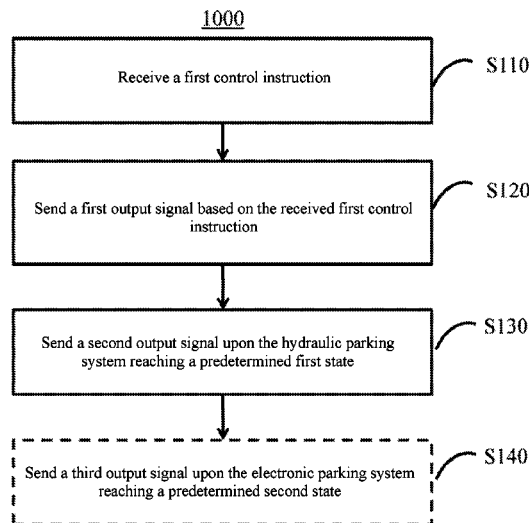 1000
Receive a first control instruction
S110
Send a first output signal based on the received first control
instruction
S120
Send a second output signal upon the hydraulic parking
system reaching a predetermined first state
S130
Send a third output signal upon the electronic parking system
reaching a predetermined second state
S140